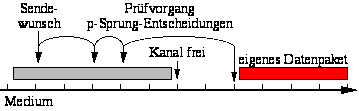 Sende-
wunsch
Prüfvorgang
p-Sprung-Entscheidungen
Kanal frei
eigenes Datenpaket
Medium